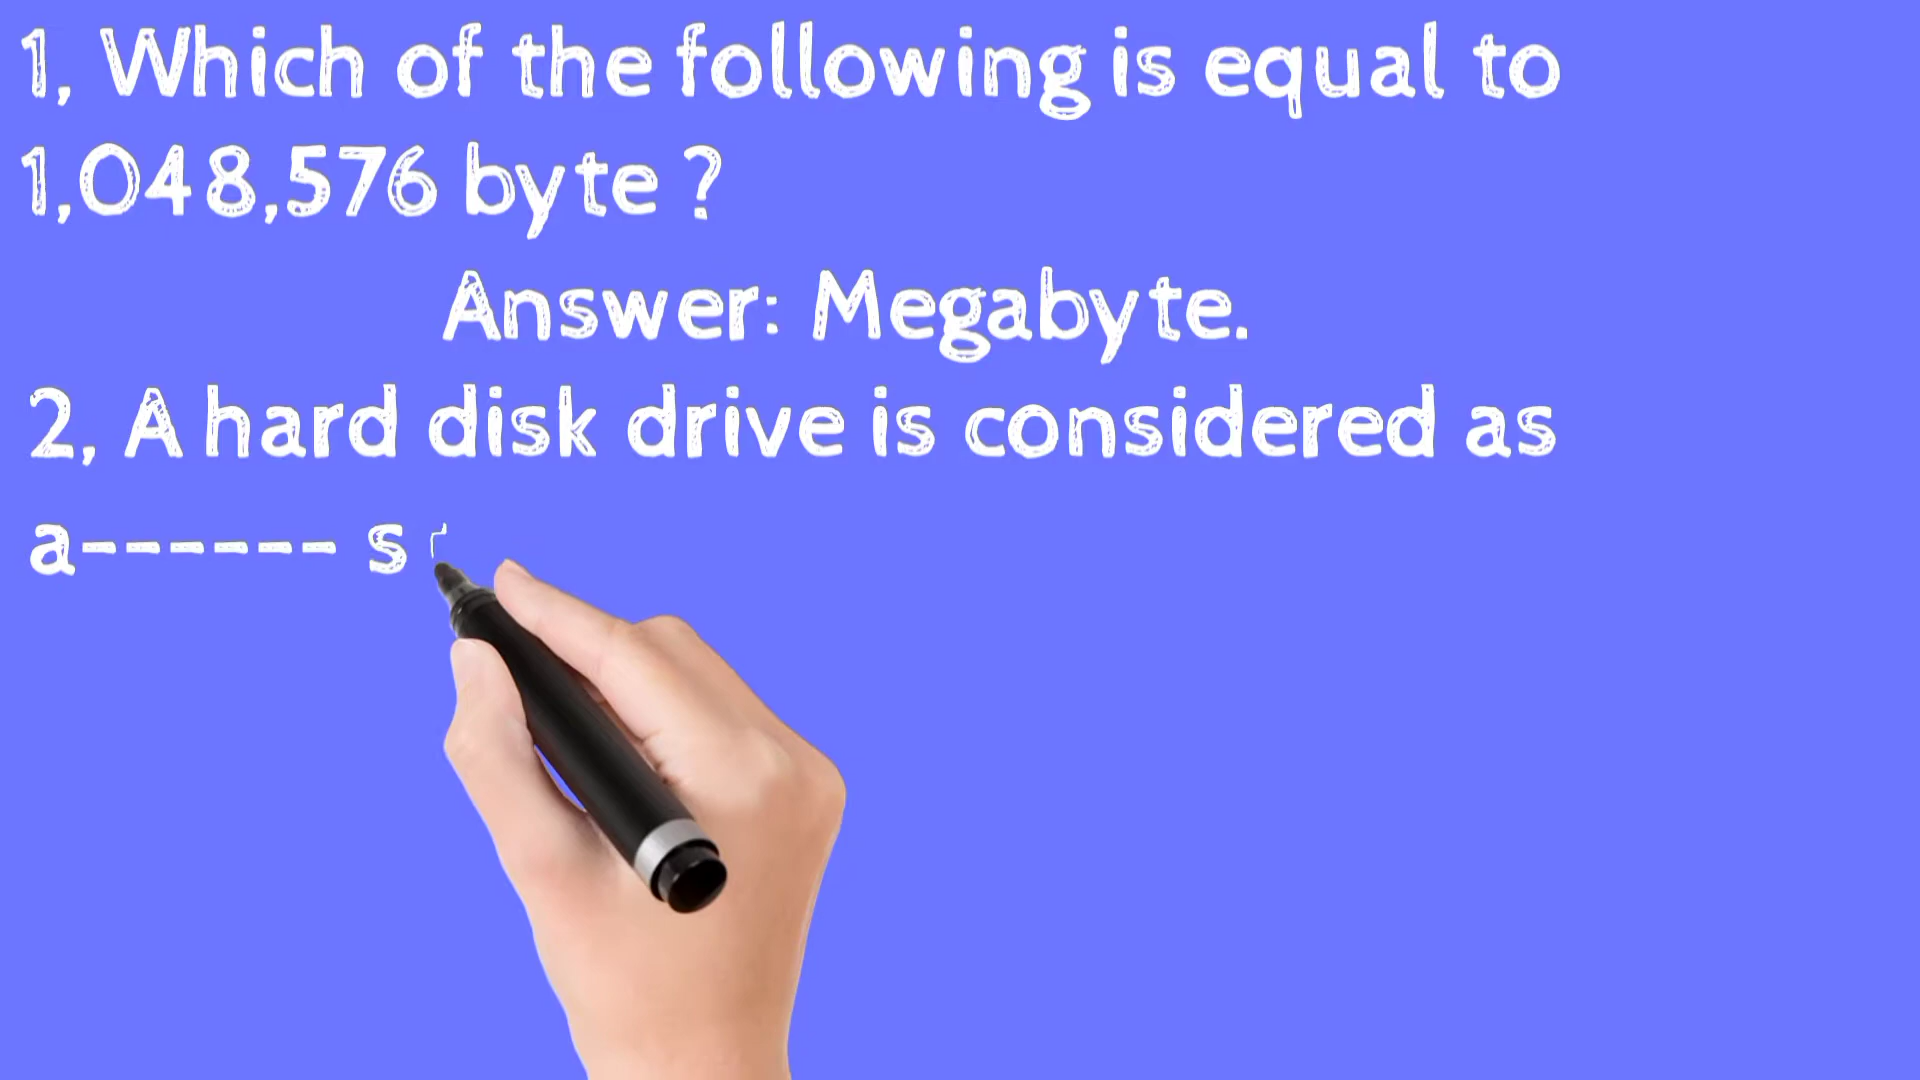 1, Which of the following is equal to
1,048,576 byte ?
Answer: Megabyte.
2, A hard disk drive is considered as
a------ s